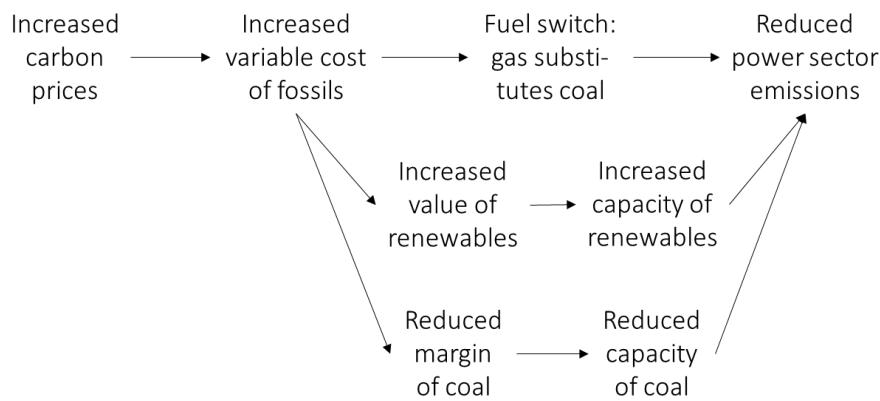 Increased
carbon
prices
Increased
variable cost
of fossils
Fuel switch:
gas substi-
tutes coal
Reduced
power sector
emissions
Increased
value of
renewables
Increased
capacity of
renewables
Reduced
margin
of coal
Reduced
capacity
of coal